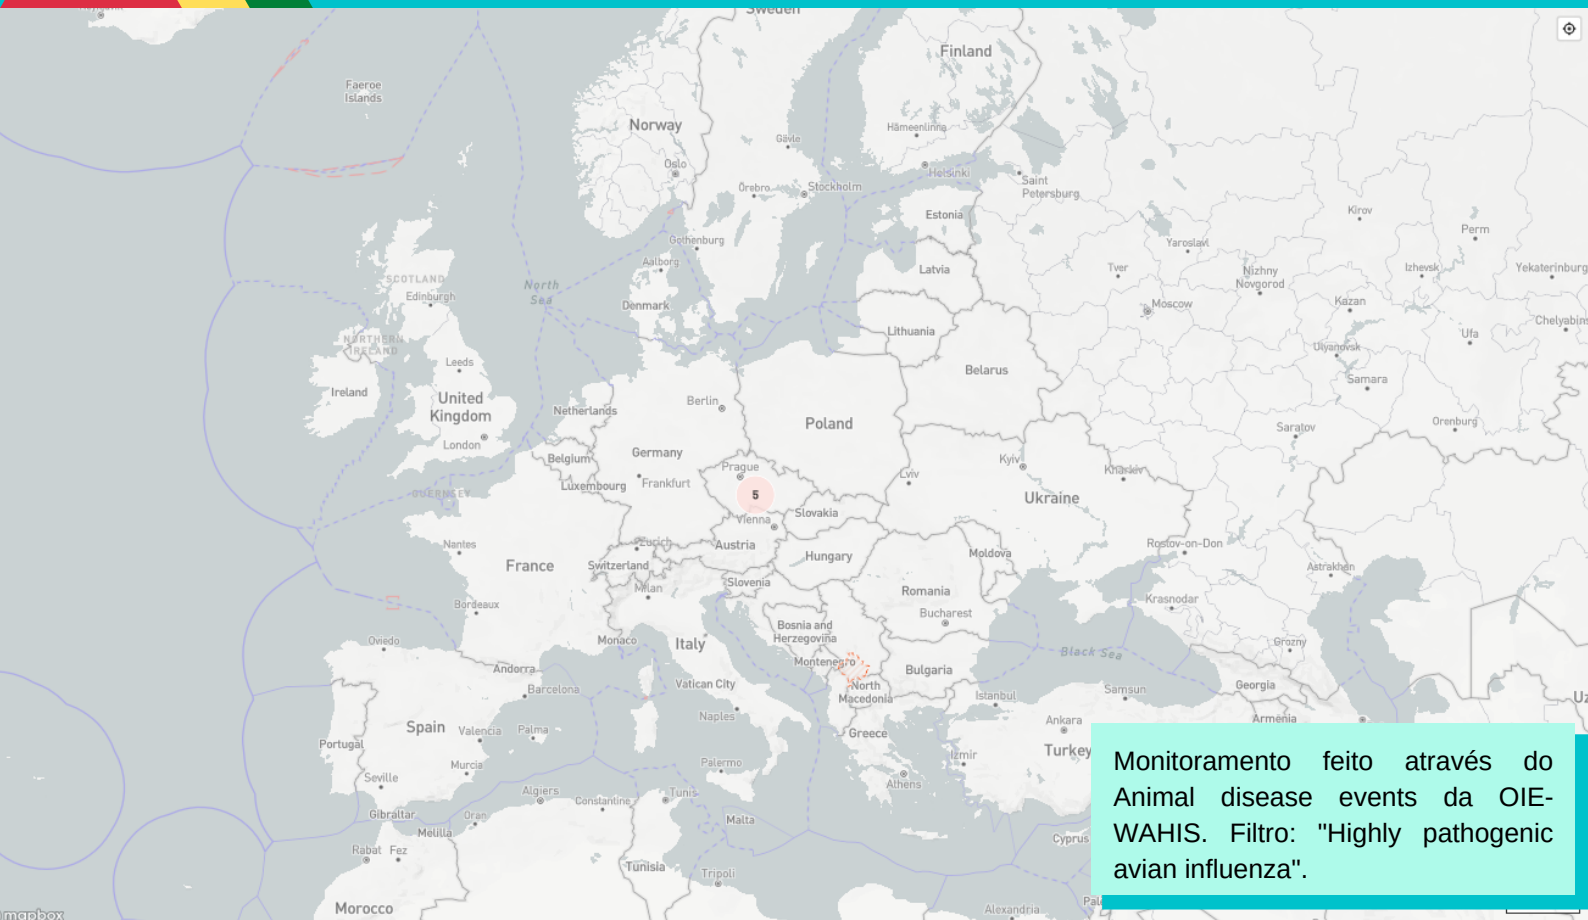 Sweden
Finland
Faeroe
Islands
Norway
Hämeenlinna
Gävle
Oslo
Helsinki
Örebro
Stockholm
Saint
Petersburg
Estonia
Kirov
Perm
Gothenburg
Yaroslavl
Aalborg
Latvia
Tver
Nizhny
Novgorod
Izhevsk
Yekaterinburg
SCOTLAND
Edinburgh
North
Sea
Denmark
Moscow
Kazan
Lithuania
Chelyabins
Ufa
NORTHERN
IRELAND
Ulyanovsk
Leeds
Belarus
Samara
Ireland
United
Kingdom
Berlin
Netherlands
Poland
Orenburg
Saratov
London
Germany
Belgium
Prague
Kyiv
Kharkiv
Lviv
Luxembourg
Frankfurt
GUERNSEY
5
Ukraine
Slovakia
Vienna
Nantes
Zurich
Austria
Rostov-on-Don
Hungary
Moldova
France
Switzerland
Astrakhan
Slovenia
Milan
Romania
Krasnodar
Bordeaux
Bucharest
Bosnia and
Herzegovina
Oviedo
Monaco
Italy
Grozny
Black Sea
Montenegro
Andorra
Bulgaria
Vatican City
North
Macedonia
Georgia
Barcelona
Istanbul
Samsun
Uz
Naples
Ankara
Armenia
Spain
Valencia
Palma
Greece
Portugal
Turkey
Izmir
Palermo
Murcia
Seville
Athens
Algiers
Tunis
Constantine
Gibraltar
Oran
Malta
Melilla
Cyprus
Rabat
Fez
Tunisia
Tripoli
Pal
Morocco
Alexandria
mapbox
Monitoramento feito através do
Animal disease events da OIE-
WAHIS. Filtro: "Highly pathogenic
avian influenza".